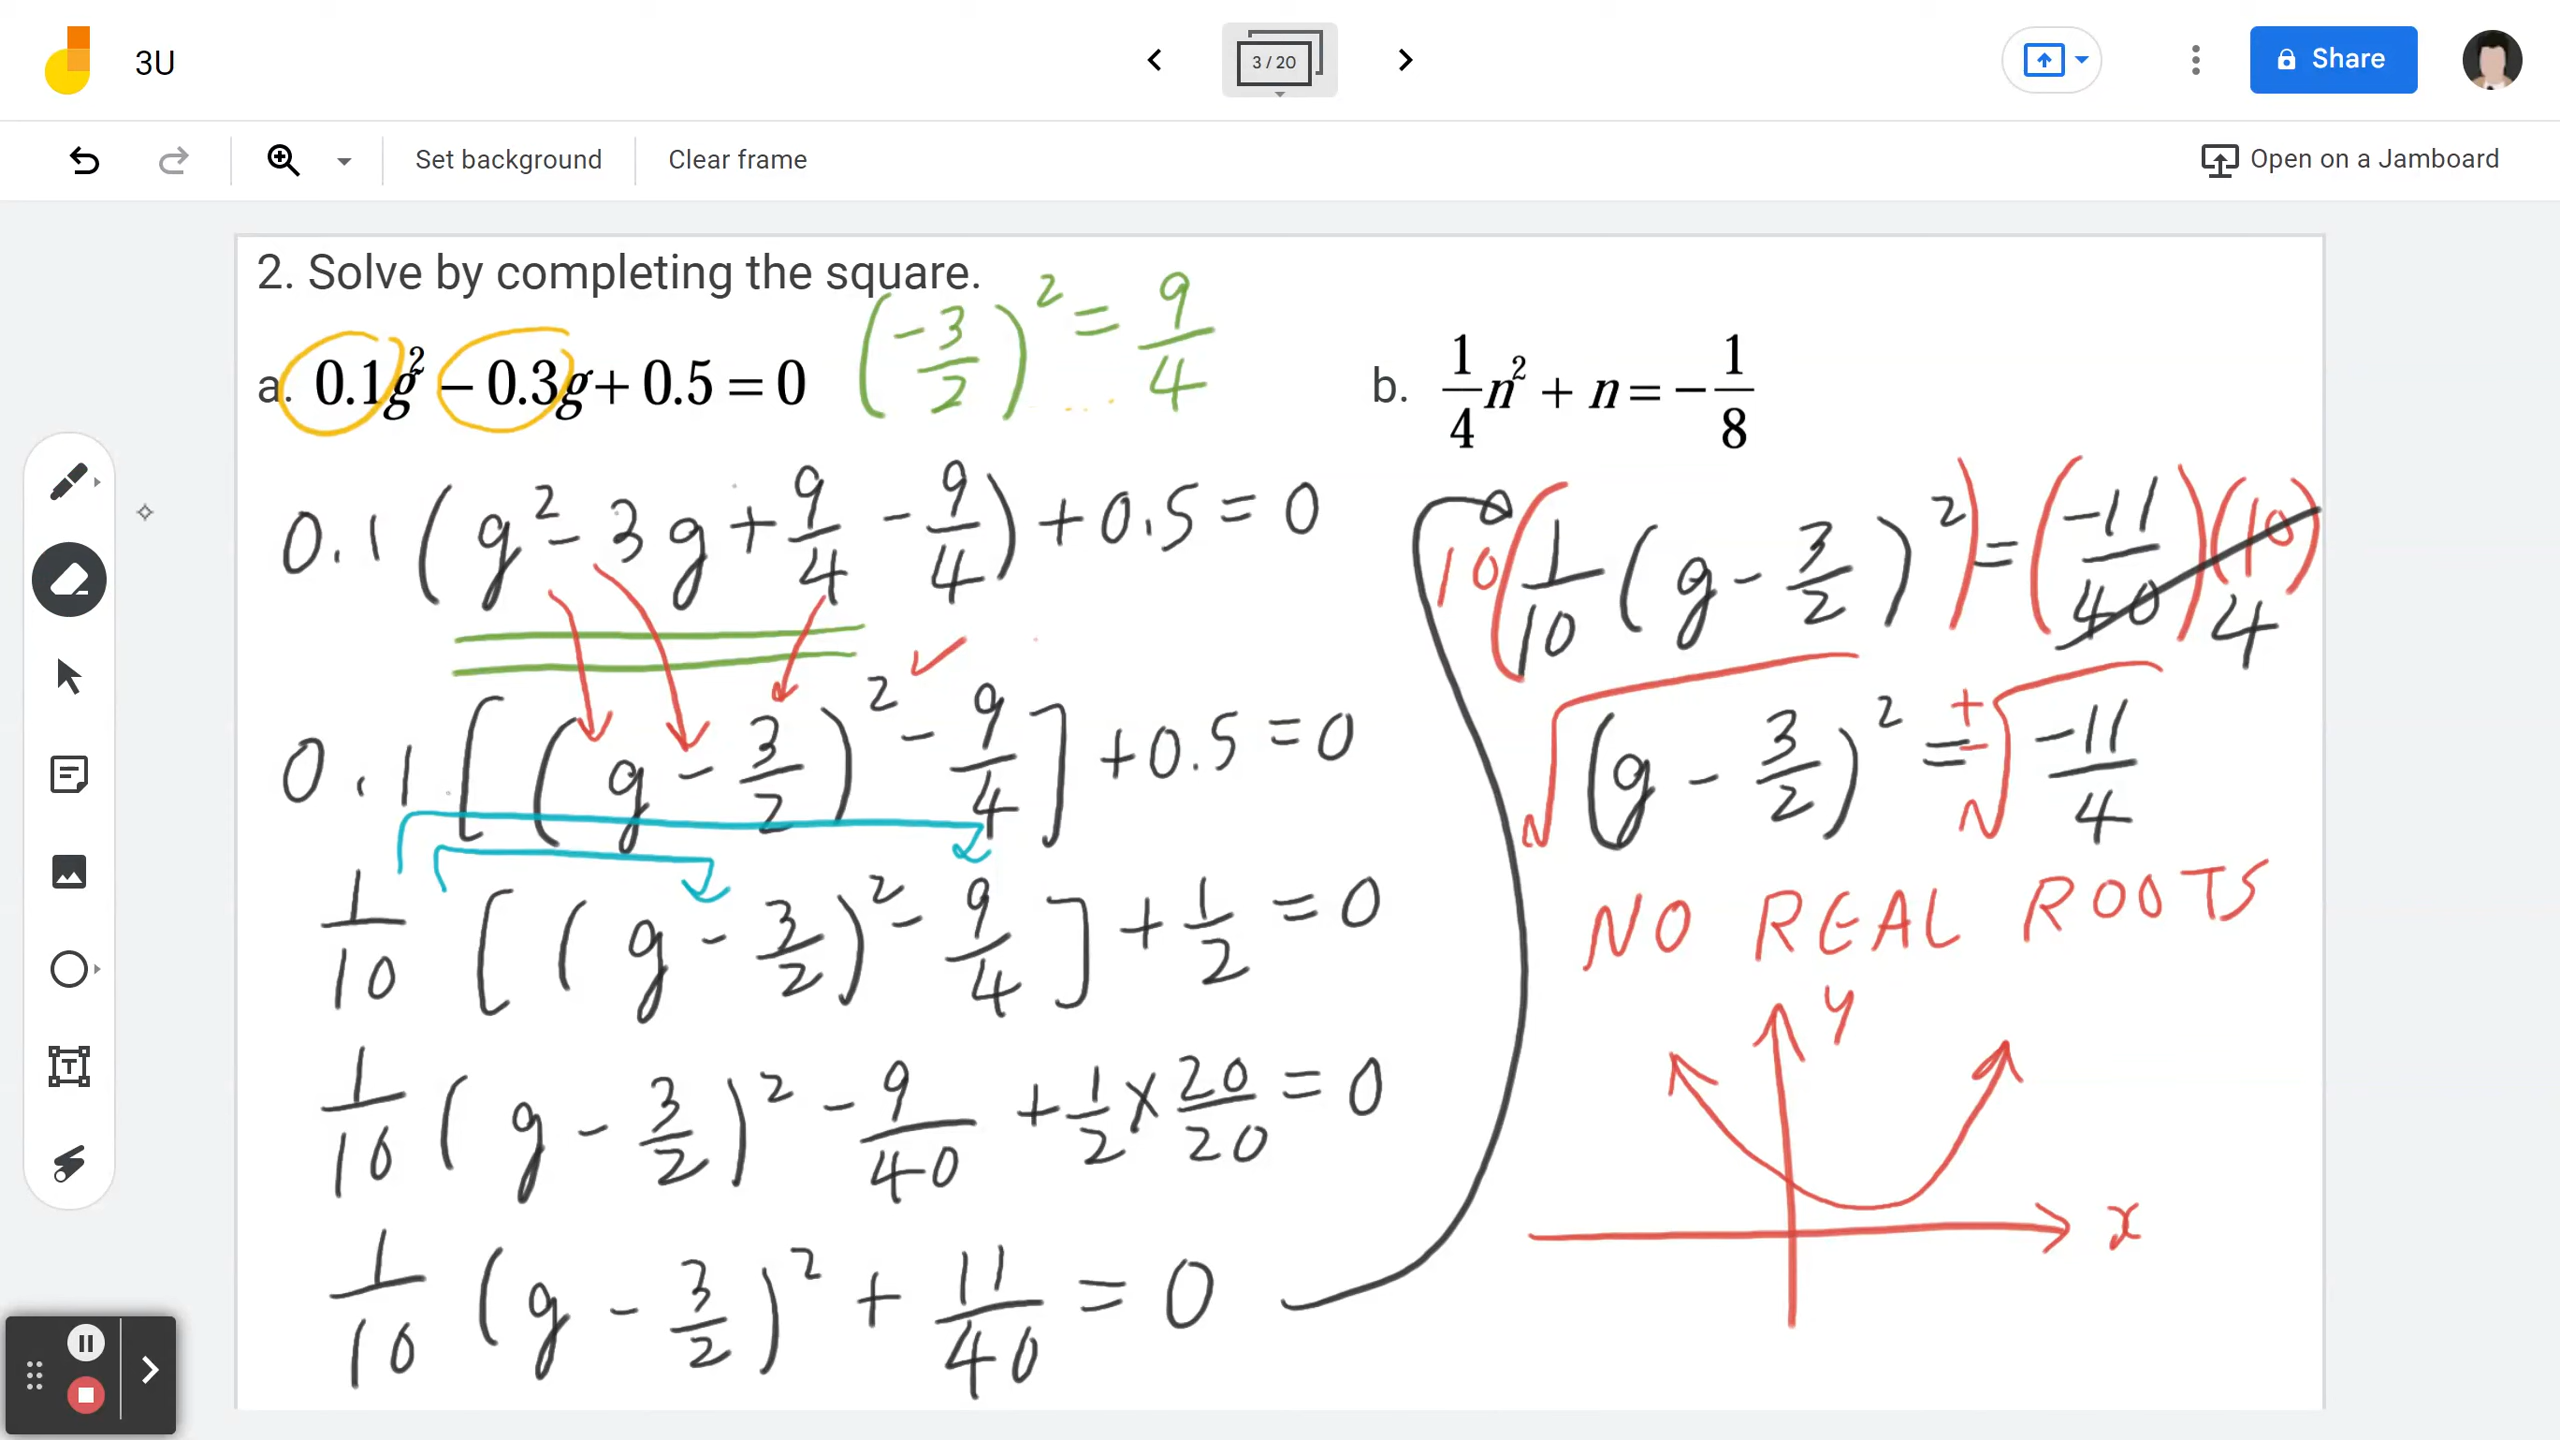 3U
3 / 20
Share
Set background
Clear frame
Open on a Jamboard
2. Solve by completing the square.
(-3/2)² = 9/4
a. 0.1g² − 0.3g + 0.5 = 0
b. 1/4 n² + n = − 1/8
0.1 (g² - 3g + 9/4 - 9/4) + 0.5 = 0
0.1 [(g - 3/2)² - 9/4] + 0.5 = 0
1/10 [(g - 3/2)² - 9/4] + 1/2 = 0
1/10 (g - 3/2)² - 9/40 + 1/2 × 20/20 = 0
1/10 (g - 3/2)² + 11/40 = 0
10 (1/10 (g - 3/2)²) = (-11/40) (10) 4
√(g - 3/2)² = ± √-11/4
NO REAL ROOTS
y
x